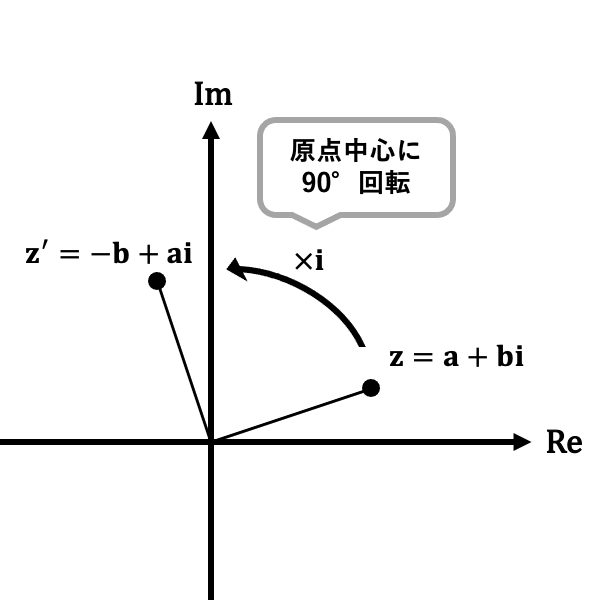 Im
原点中心に
90° 回転
z′ = −b + ai
×i
z = a + bi
Re